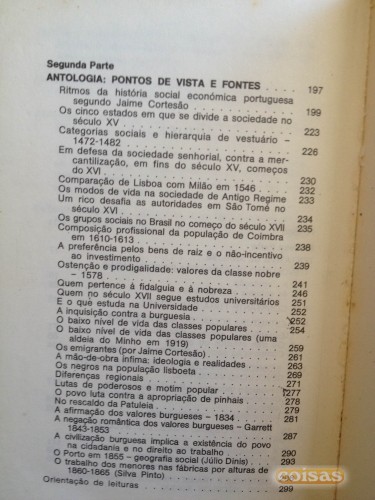 Segunda Parte
ANTOLOGIA: PONTOS DE VISTA E FONTES 197
Ritmos da história social económica portuguesa
segundo Jaime Cortesão 199
Os cinco estados em que se divide a sociedade no
século XV 223
Categorias sociais e hierarquia de vestuário –
1472-1482 226
Em defesa da sociedade senhorial, contra a mer-
cantilização, em fins do século XV, começos
do XVI 230
Comparação de Lisboa com Milão em 1546 232
Os modos de vida na sociedade de Antigo Regime 233
Um rico desafia as autoridades em São Tomé no
século XVI 234
Os grupos sociais no Brasil no começo do século XVII 235
Composição profissional da população de Coimbra
em 1610-1613 238
A preferência pelos bens de raiz e o não-incentivo
ao investimento 239
Ostenção e prodigalidade: valores da classe nobre
– 1578
Quem pertence à fidalguia e à nobreza 241
Quem no século XVII segue estudos universitários 246
E o que estuda na Universidade 251
A inquisição contra a burguesia 252
O baixo nível de vida das classes populares 252
O baixo nível de vida das classes populares (uma 254
aldeia do Minho em 1919)
Os emigrantes (por Jaime Cortesão) 259
A mão-de-obra ínfima: ideologia e realidades 261
Os negros na população lisboeta 263
Diferenças regionais 269
Lutas de poderosos e motim popular 271
O povo luta contra a apropriação de pinhais 277
No rescaldo da Patuleia 278
A afirmação dos valores burgueses – 1834 281
A negação romântica dos valores burgueses – Garrett
1843-1853 287
A civilização burguesa implica a existência do povo
na cidadania e no direito ao trabalho 290
O Porto em 1855 – geografia social (Júlio Dinis) 293
O trabalho dos menores nas fábricas por alturas de
1860-1865 (Silva Pinto)
Orientação de leituras 299
coisas